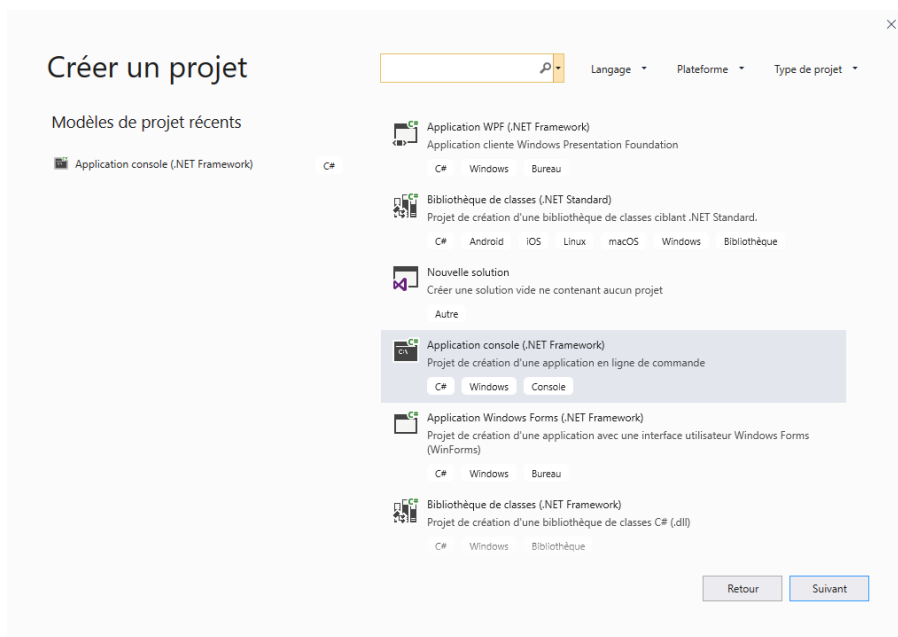 Créer un projet
Langage
Plateforme
Type de projet
Modèles de projet récents
Application console (.NET Framework)
C#
Application WPF (.NET Framework)
Application cliente Windows Presentation Foundation
C# Windows Bureau
Bibliothèque de classes (.NET Standard)
Projet de création d'une bibliothèque de classes ciblant .NET Standard.
C# Android iOS Linux macOS Windows Bibliothèque
Nouvelle solution
Créer une solution vide ne contenant aucun projet
Autre
Application console (.NET Framework)
Projet de création d'une application en ligne de commande
C# Windows Console
Application Windows Forms (.NET Framework)
Projet de création d'une application avec une interface utilisateur Windows Forms
(WinForms)
C# Windows Bureau
Bibliothèque de classes (.NET Framework)
Projet de création d'une bibliothèque de classes C# (.dll)
C# Windows Bibliothèque
Retour
Suivant